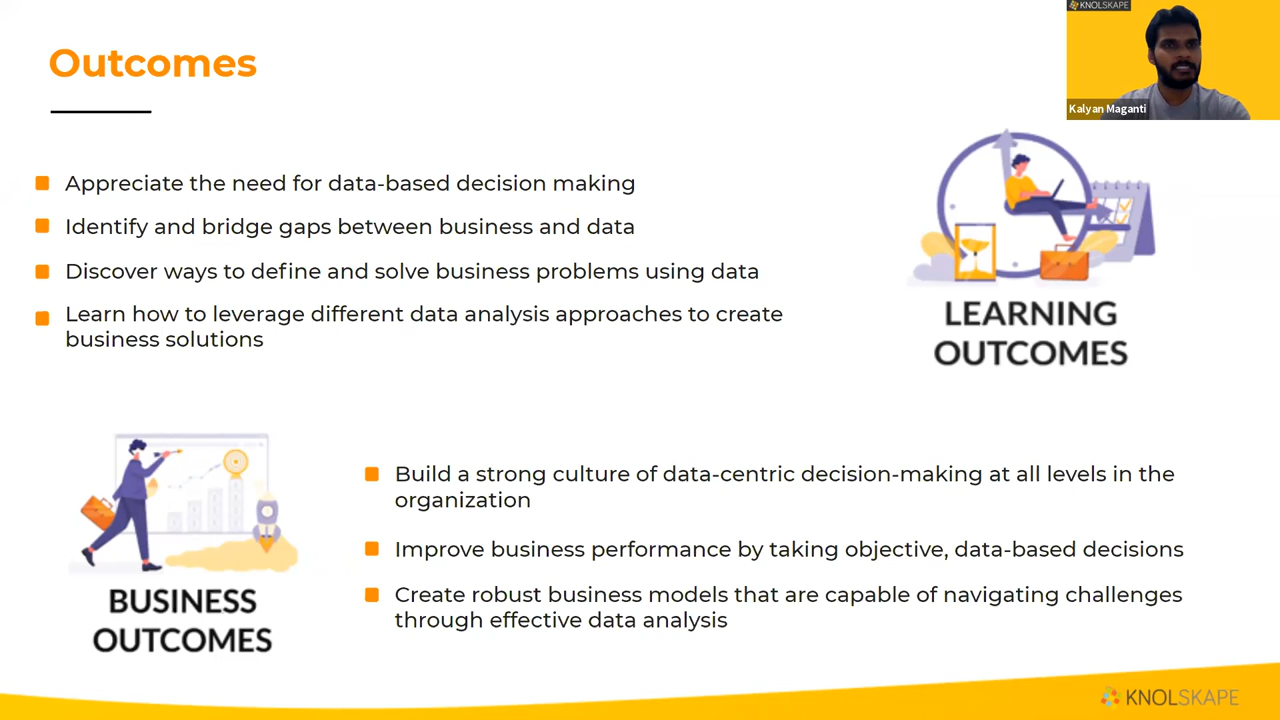 Outcomes
KNOLSKAPE
Kalyan Maganti
Appreciate the need for data-based decision making
Identify and bridge gaps between business and data
Discover ways to define and solve business problems using data
Learn how to leverage different data analysis approaches to create
business solutions
LEARNING
OUTCOMES
BUSINESS
OUTCOMES
Build a strong culture of data-centric decision-making at all levels in the
organization
Improve business performance by taking objective, data-based decisions
Create robust business models that are capable of navigating challenges
through effective data analysis
KNOLSKAPE